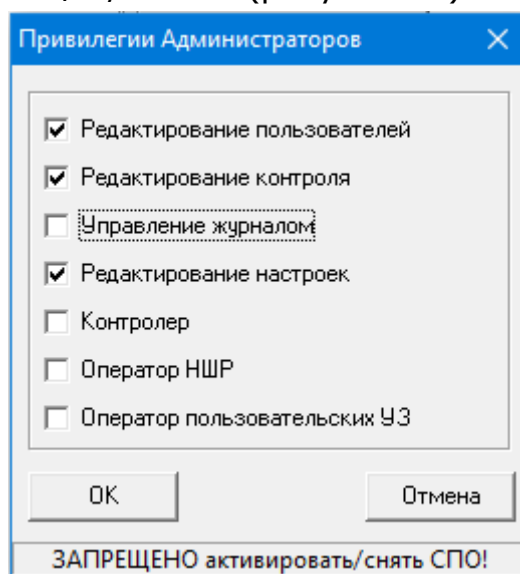 Привилегии Администраторов
Редактирование пользователей
Редактирование контроля
Управление журналом
Редактирование настроек
Контролер
Оператор НШР
Оператор пользовательских УЗ
ОК
Отмена
ЗАПРЕЩЕНО активировать/снять СПО!